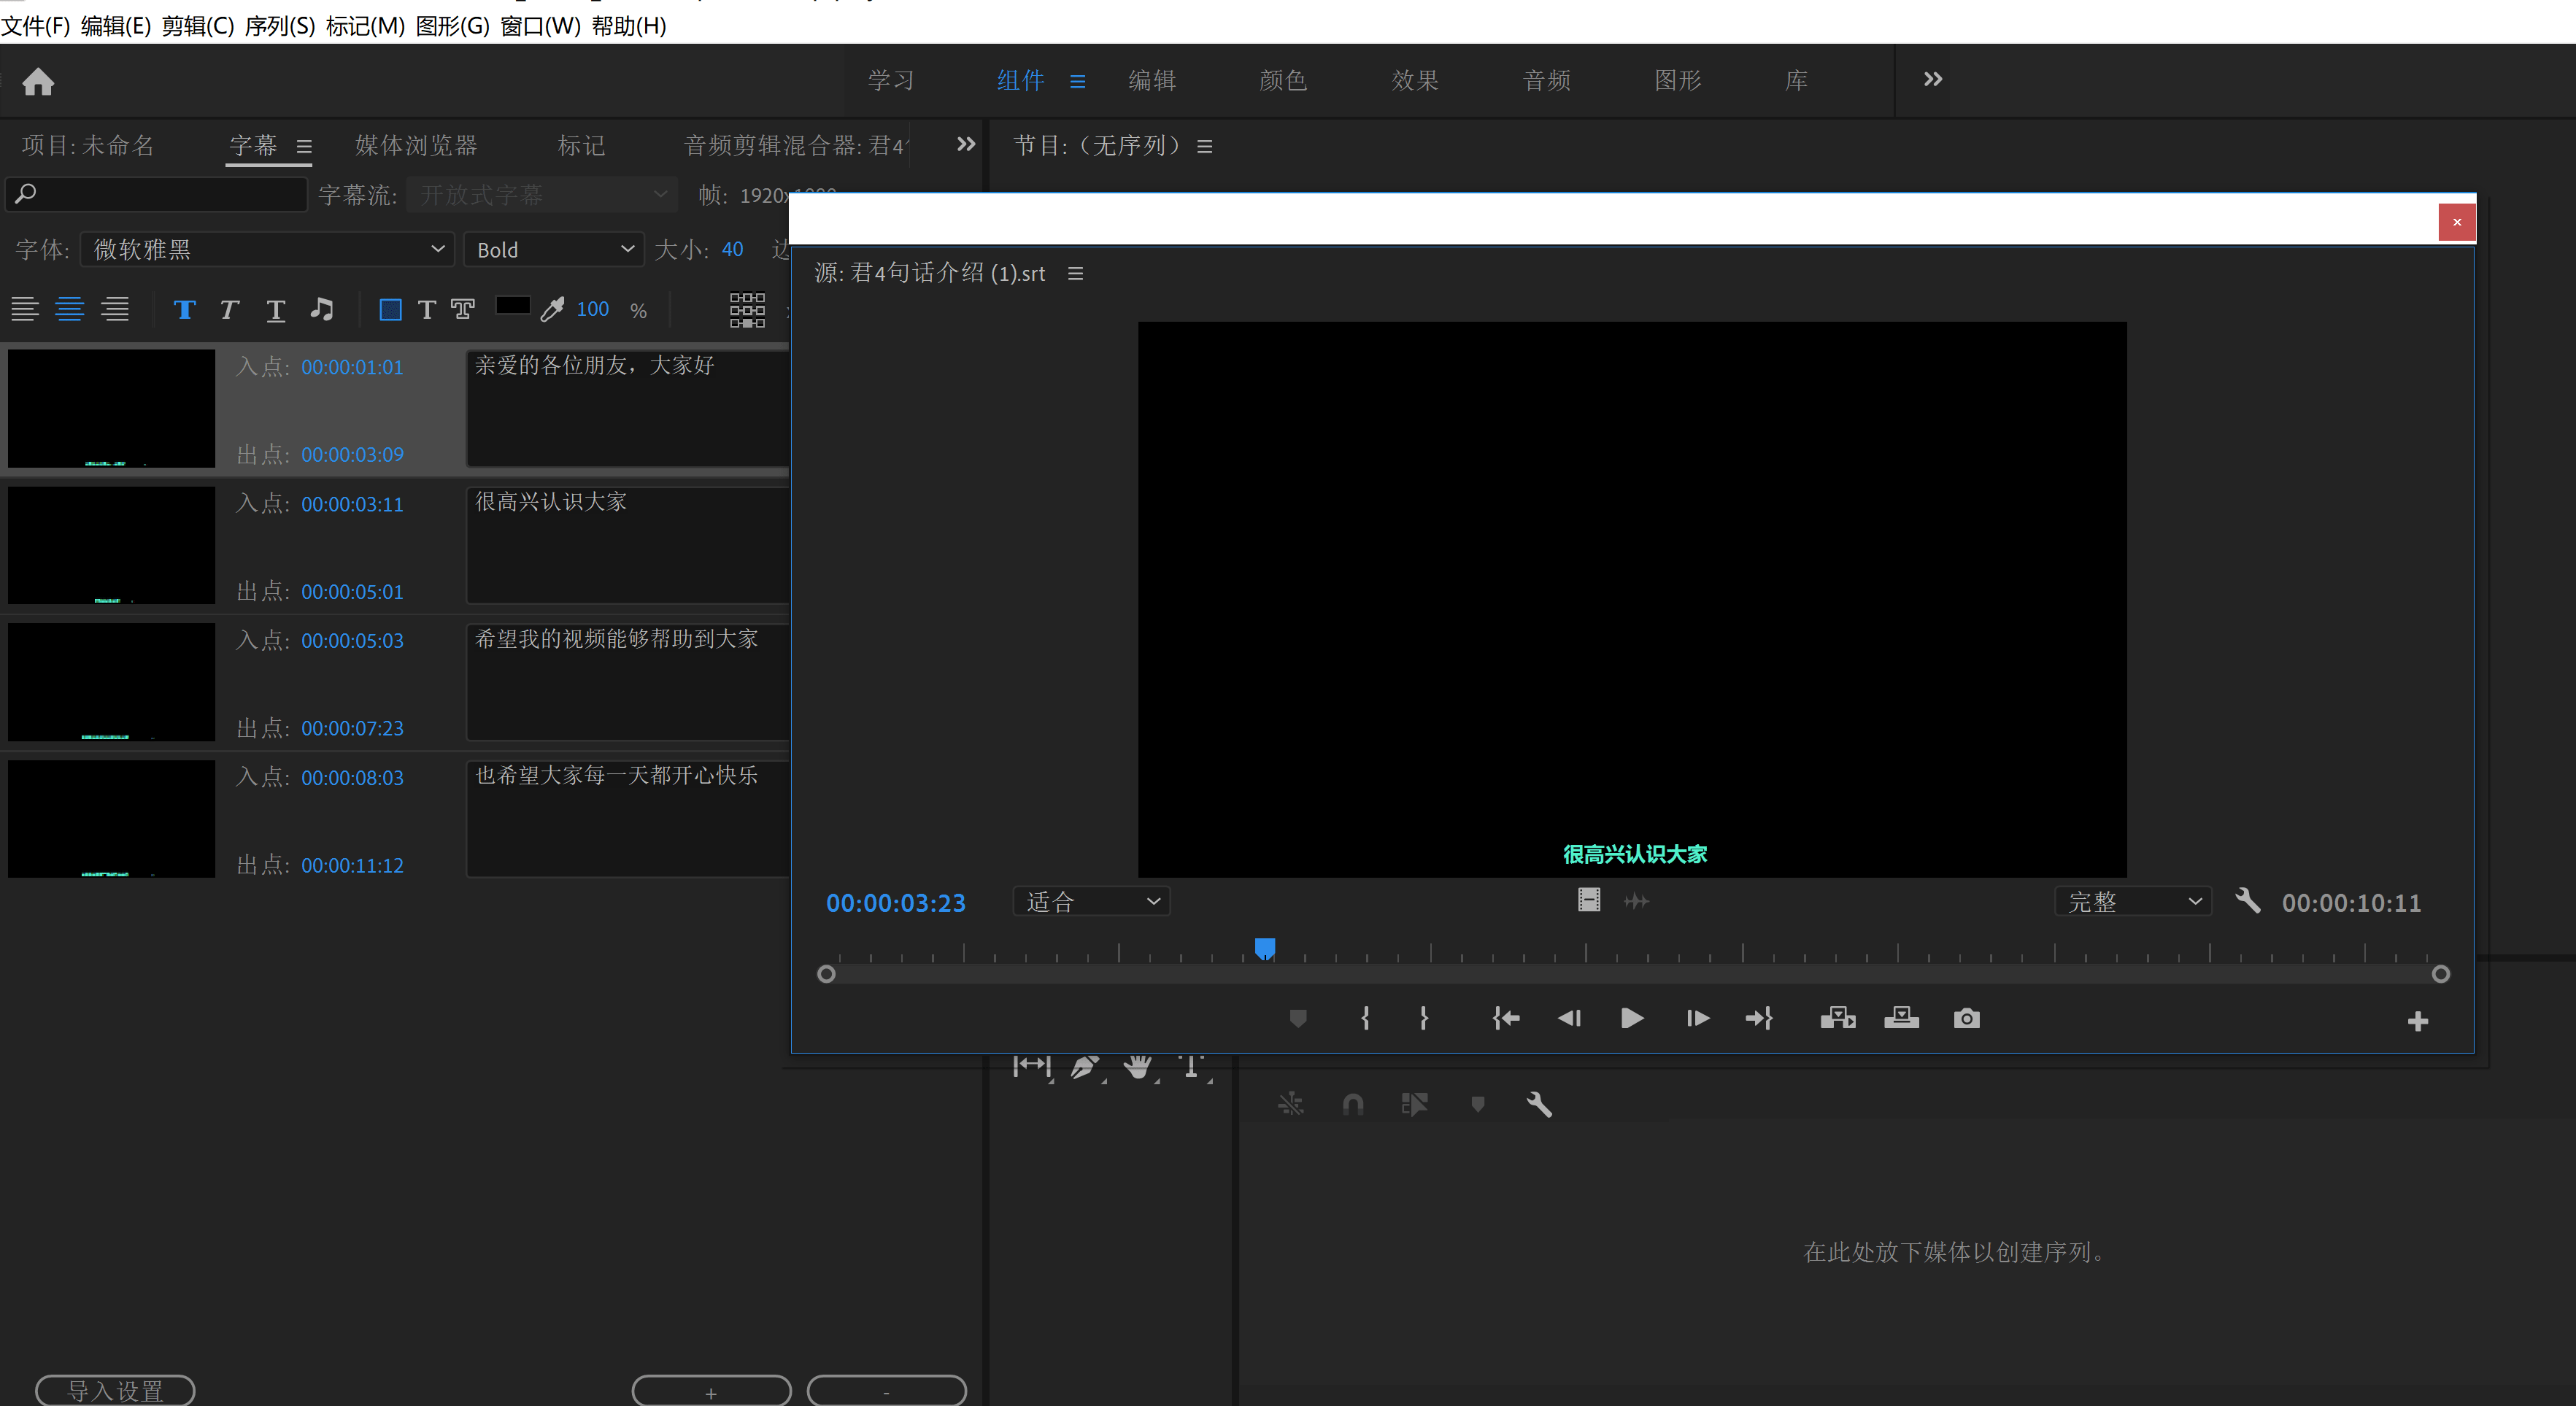 文件(F) 编辑(E) 剪辑(C) 序列(S) 标记(M) 图形(G) 窗口(W) 帮助(H)
学习 组件 编辑 颜色 效果 音频 图形 库
项目: 未命名 字幕 媒体浏览器 标记 音频剪辑混合器: 君4
节目:（无序列）
字幕流: 开放式字幕 帧:
字体: 微软雅黑 Bold 大小: 40
源: 君4句话介绍 (1).srt
T T T T T 100 %
入点: 00:00:01:01
亲爱的各位朋友，大家好
出点: 00:00:03:09
入点: 00:00:03:11
很高兴认识大家
出点: 00:00:05:01
入点: 00:00:05:03
希望我的视频能够帮助到大家
出点: 00:00:07:23
入点: 00:00:08:03
也希望大家每一天都开心快乐
出点: 00:00:11:12
很高兴认识大家
00:00:03:23 适合 完整 00:00:10:11
在此处放下媒体以创建序列。
导入设置 + -